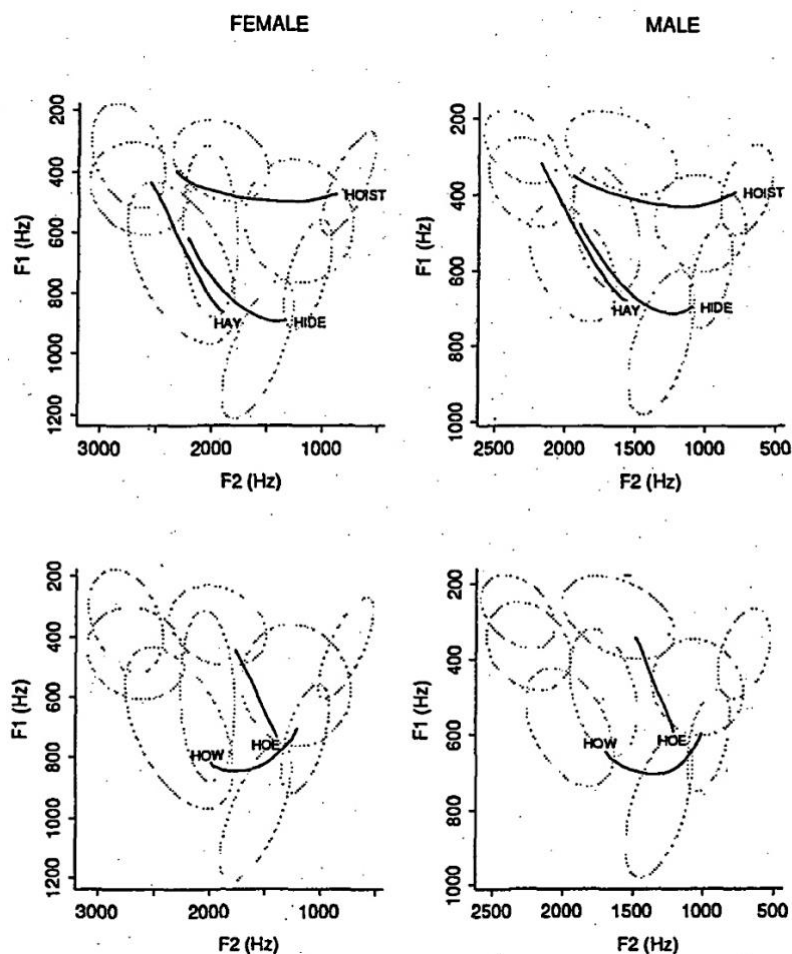 FEMALE
MALE
200
400
600
800
1000
1200
F1 (Hz)
HOIST
HAY
HIDE
3000
2000
1000
F2 (Hz)
200
400
600
800
1000
F1 (Hz)
HOIST
HAY
HIDE
2500
2000
1500
1000
500
F2 (Hz)
200
400
600
800
1000
1200
F1 (Hz)
HOW
HOE
3000
2000
1000
F2 (Hz)
200
400
600
800
1000
F1 (Hz)
HOW
HOE
2500
2000
1500
1000
500
F2 (Hz)